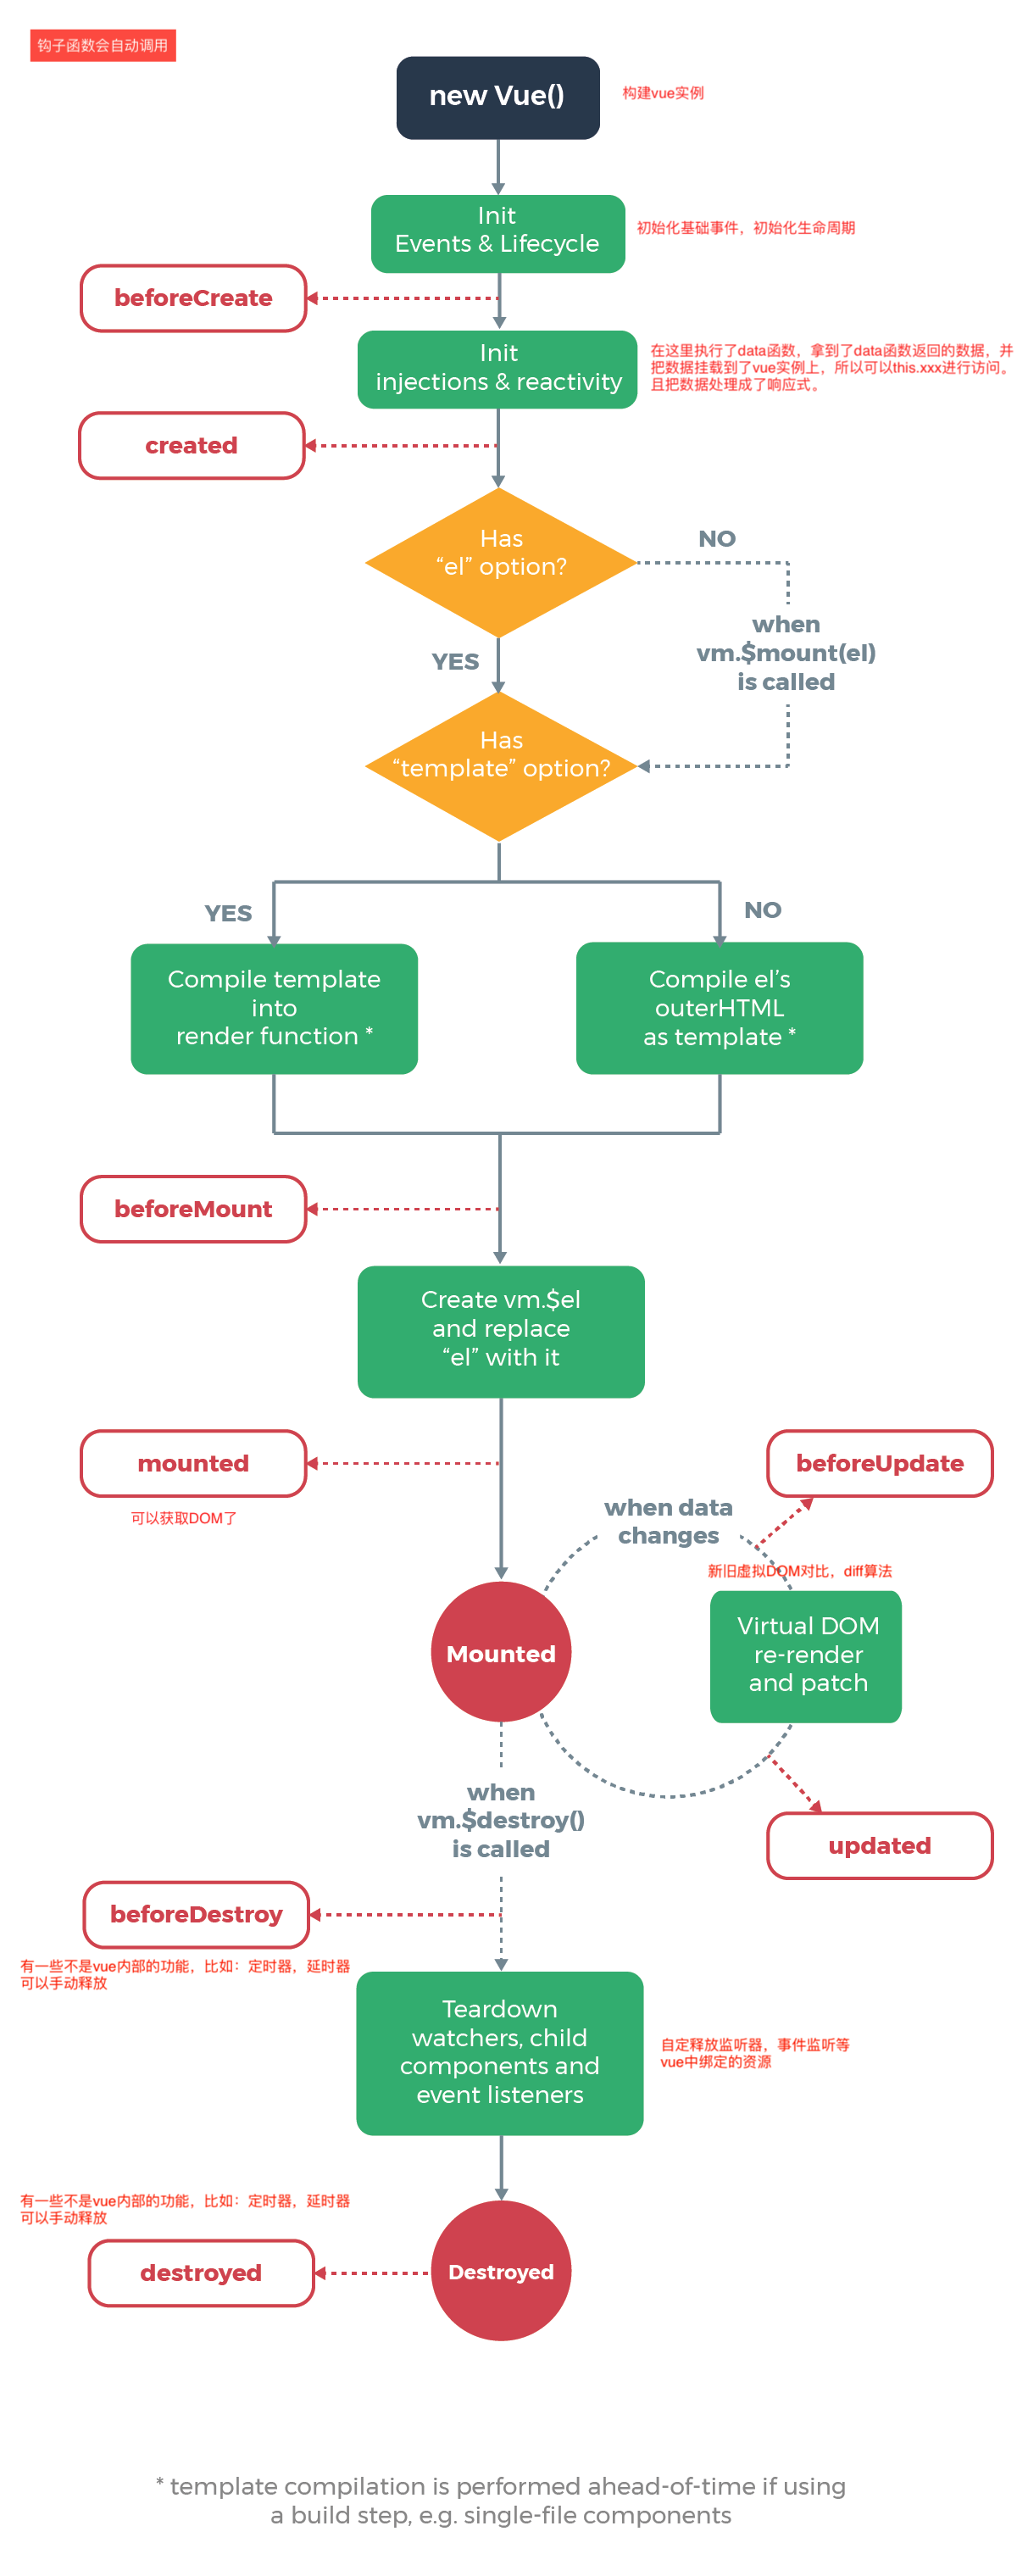 钩子函数会自动调用
new Vue()
构建vue实例
Init
Events & Lifecycle
初始化基础事件，初始化生命周期
beforeCreate
Init
injections & reactivity
在这里执行了data函数，拿到了data函数返回的数据，并
把数据挂载到了vue实例上，所以可以this.xxx进行访问。
且把数据处理成了响应式。
created
Has
“el” option?
NO
when
vm.$mount(el)
is called
YES
Has
“template” option?
YES
NO
Compile template
into
render function *
Compile el’s
outerHTML
as template *
beforeMount
Create vm.$el
and replace
“el” with it
mounted
可以获取DOM了
beforeUpdate
when data
changes
新旧虚拟DOM对比，diff算法
Mounted
Virtual DOM
re-render
and patch
when
vm.$destroy()
is called
updated
beforeDestroy
有一些不是vue内部的功能，比如：定时器，延时器
可以手动释放
Teardown
watchers, child
components and
event listeners
自定释放监听器，事件监听等
vue中绑定的资源
有一些不是vue内部的功能，比如：定时器，延时器
可以手动释放
destroyed
Destroyed
* template compilation is performed ahead-of-time if using
a build step, e.g. single-file components